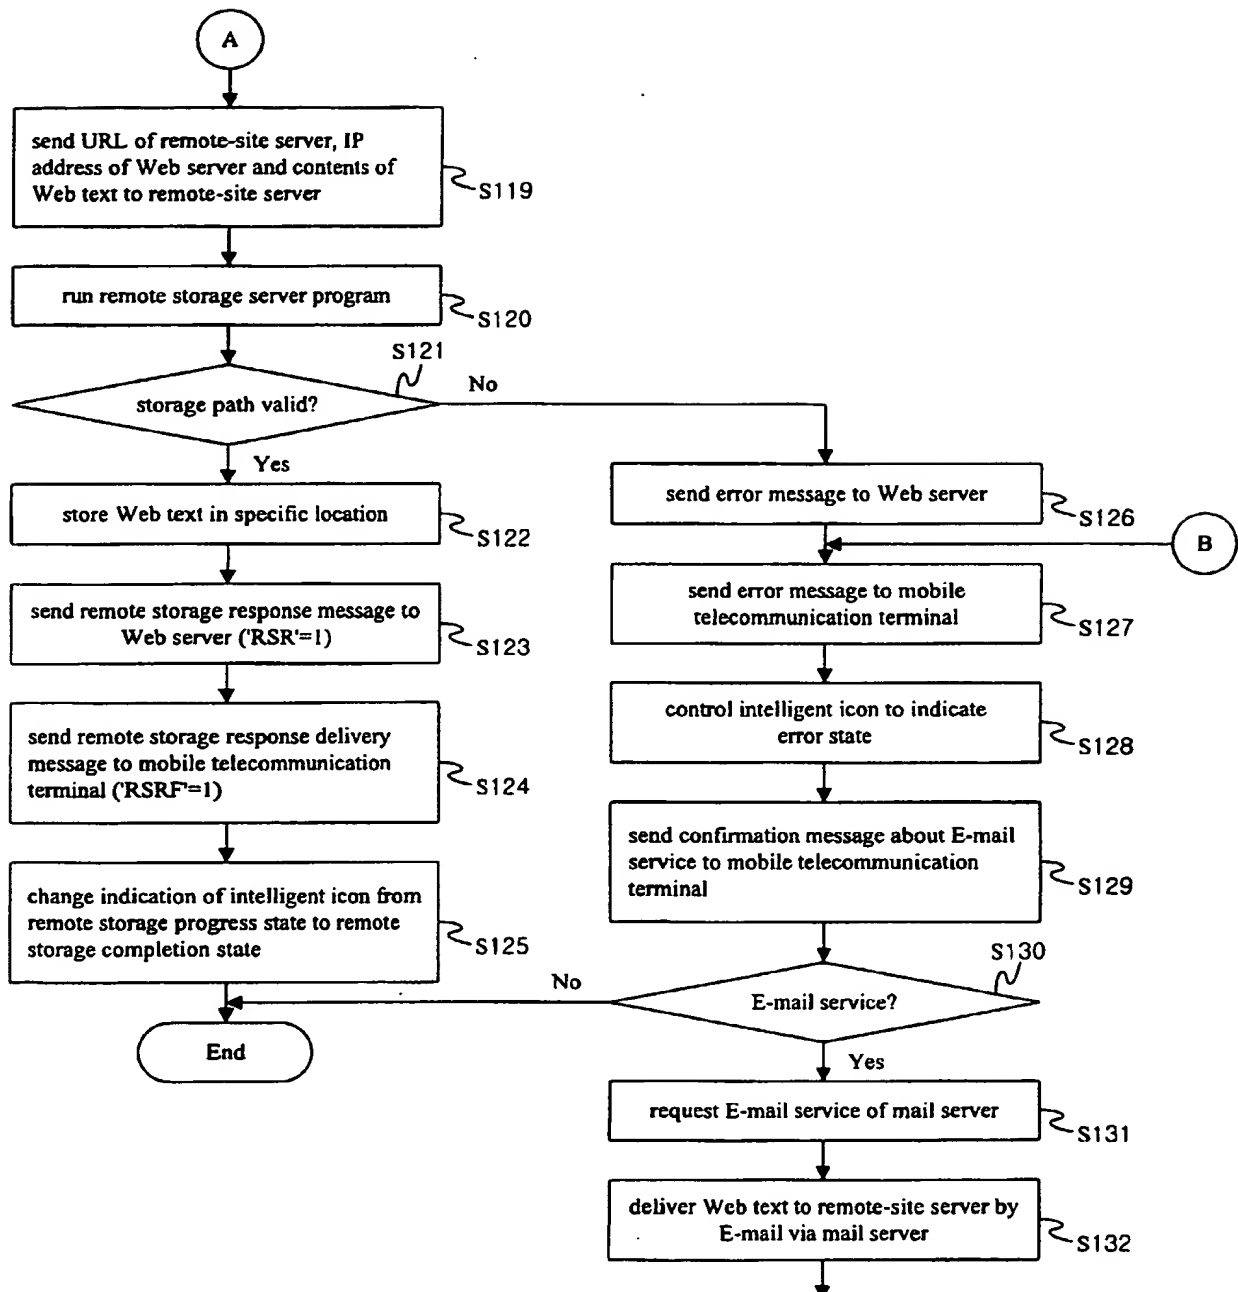 A
send URL of remote-site server, IP
address of Web server and contents of
Web text to remote-site server
S119
run remote storage server program
S120
S121
storage path valid?
No
Yes
store Web text in specific location
S122
send remote storage response message to
Web server ('RSR'=1)
S123
send remote storage response delivery
message to mobile telecommunication
terminal ('RSRF'=1)
S124
change indication of intelligent icon from
remote storage progress state to remote
storage completion state
S125
End
send error message to Web server
S126
B
send error message to mobile
telecommunication terminal
S127
control intelligent icon to indicate
error state
S128
send confirmation message about E-mail
service to mobile telecommunication
terminal
S129
S130
E-mail service?
No
Yes
request E-mail service of mail server
S131
deliver Web text to remote-site server by
E-mail via mail server
S132